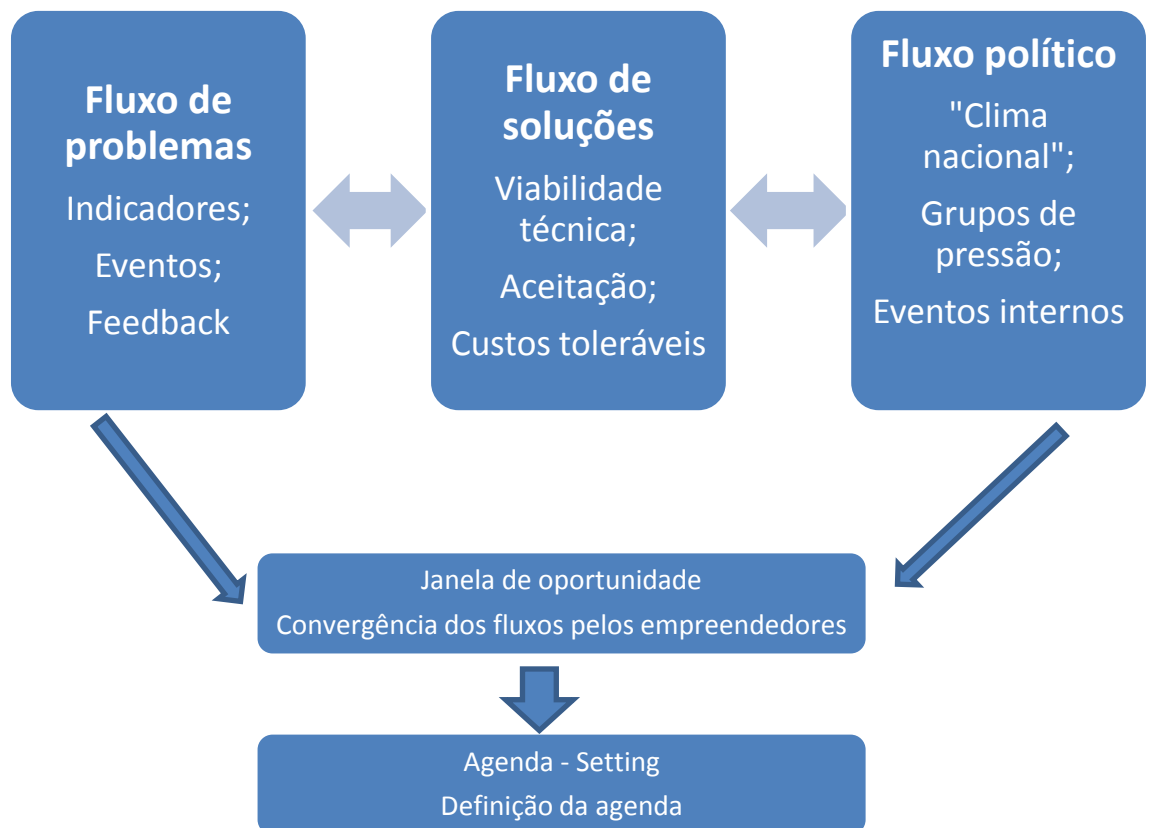 Fluxo de
problemas
Indicadores;
Eventos;
Feedback
Fluxo de
soluções
Viabilidade
técnica;
Aceitação;
Custos toleráveis
Fluxo político
"Clima
nacional";
Grupos de
pressão;
Eventos internos
Janela de oportunidade
Convergência dos fluxos pelos empreendedores
Agenda - Setting
Definição da agenda